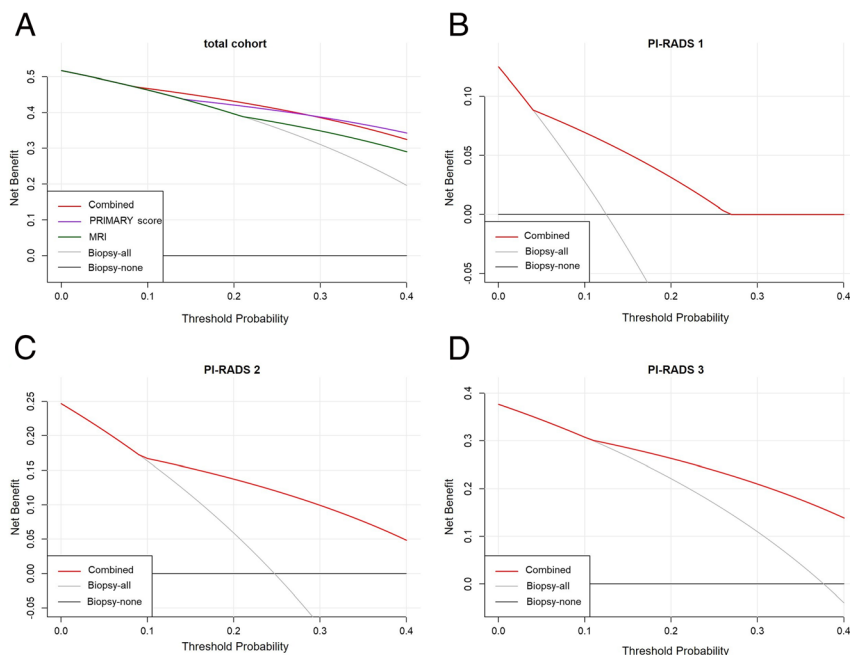 A
total cohort
Net Benefit
0.5
0.4
0.3
0.2
0.1
0.0
Combined
PRIMARY score
MRI
Biopsy-all
Biopsy-none
0.0 0.1 0.2 0.3 0.4
Threshold Probability
B
PI-RADS 1
Net Benefit
0.10
0.05
0.00
-0.05
Combined
Biopsy-all
Biopsy-none
0.0 0.1 0.2 0.3 0.4
Threshold Probability
C
PI-RADS 2
Net Benefit
0.25
0.20
0.15
0.10
0.05
0.00
-0.05
Combined
Biopsy-all
Biopsy-none
0.0 0.1 0.2 0.3 0.4
Threshold Probability
D
PI-RADS 3
Net Benefit
0.4
0.3
0.2
0.1
0.0
Combined
Biopsy-all
Biopsy-none
0.0 0.1 0.2 0.3 0.4
Threshold Probability